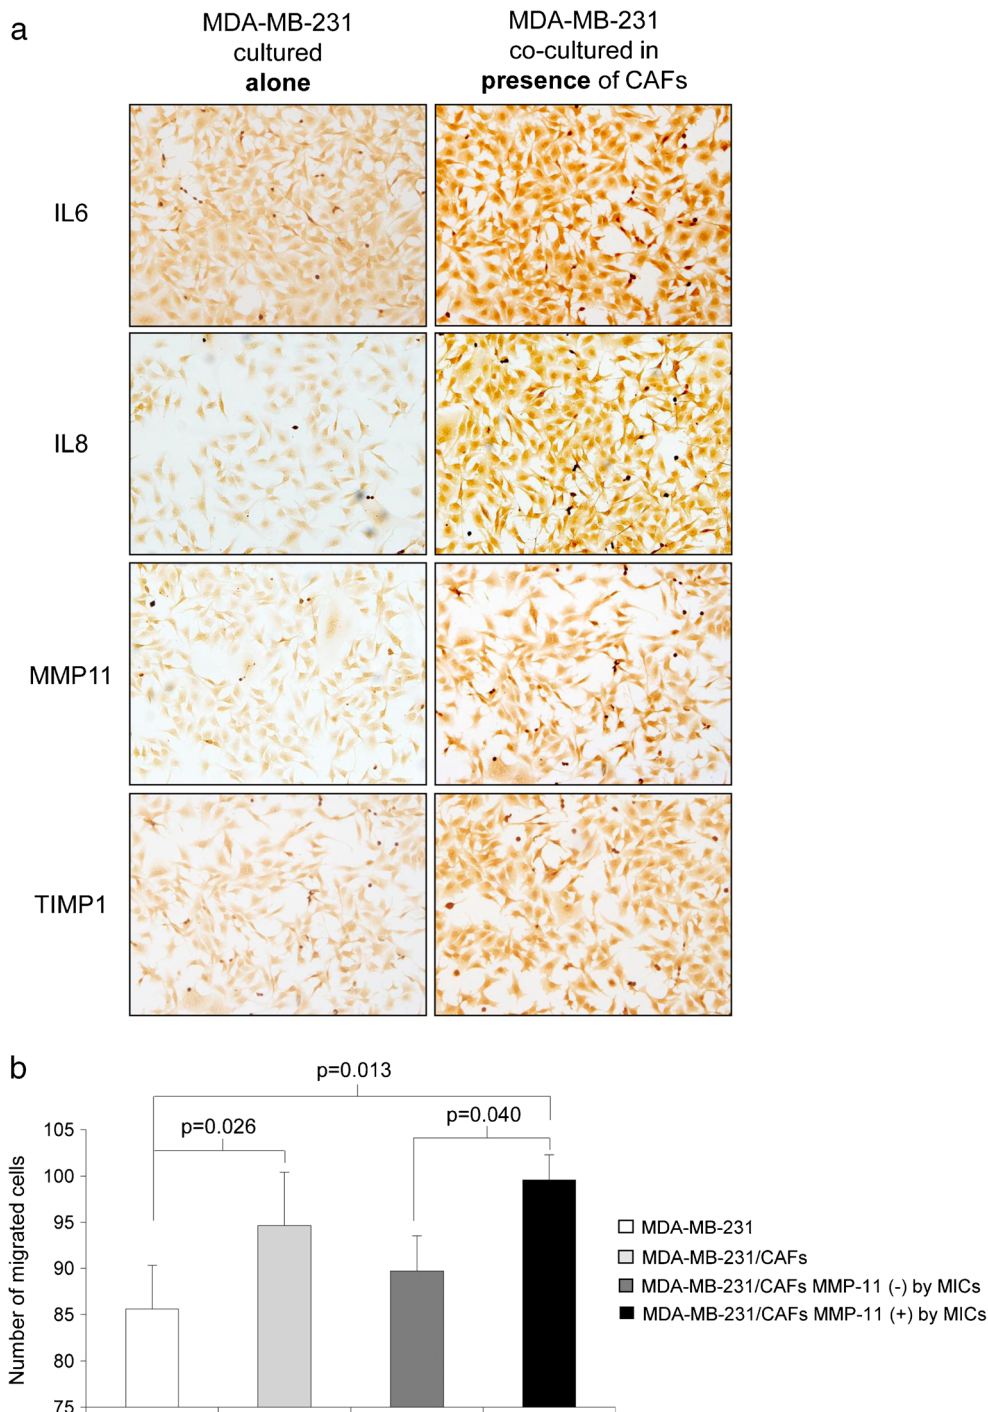 a
MDA-MB-231
cultured
alone
MDA-MB-231
co-cultured in
presence of CAFs
IL6
IL8
MMP11
TIMP1
b
p=0.013
p=0.026
p=0.040
Number of migrated cells
105
100
95
90
85
80
75
MDA-MB-231
MDA-MB-231/CAFs
MDA-MB-231/CAFs MMP-11 (-) by MICs
MDA-MB-231/CAFs MMP-11 (+) by MICs